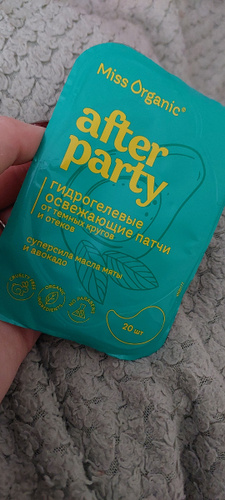 Miss Organic®
after
party
гидрогелевые
освежающие патчи
от темных кругов
и отеков
суперсила масла мяты
и авокадо
20 шт